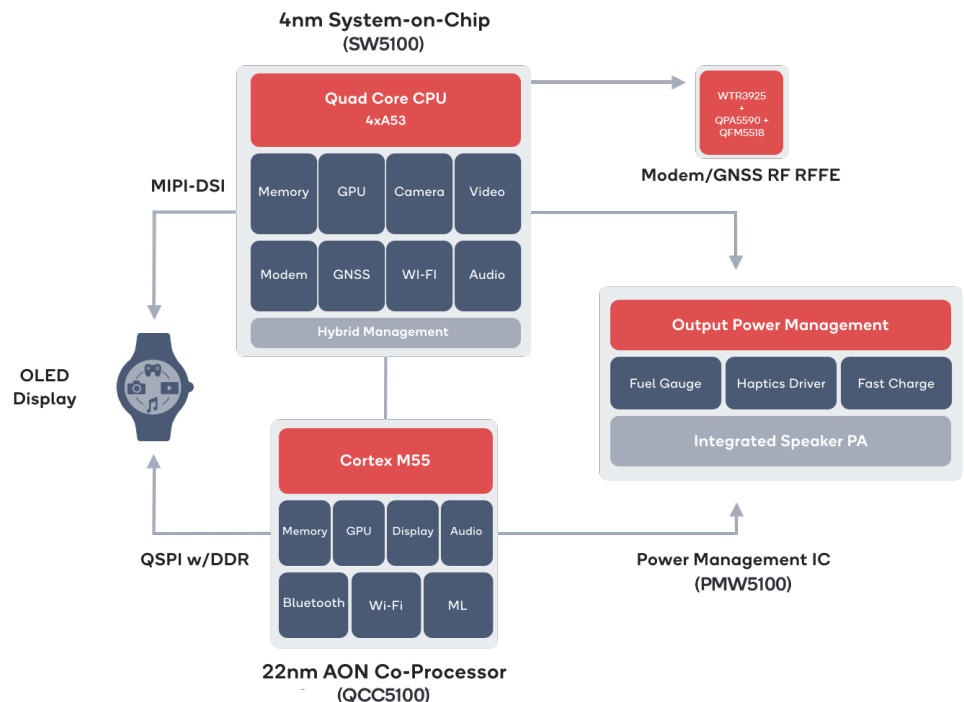 4nm System-on-Chip
(SW5100)
Quad Core CPU
4xA53
Memory GPU Camera Video
Modem GNSS WI-FI Audio
Hybrid Management
WTR3925
+
QPA5590 +
QFM5518
Modem/GNSS RF RFFE
MIPI-DSI
OLED
Display
QSPI w/DDR
Output Power Management
Fuel Gauge Haptics Driver Fast Charge
Integrated Speaker PA
Power Management IC
(PMW5100)
Cortex M55
Memory GPU Display Audio
Bluetooth Wi-Fi ML
22nm AON Co-Processor
(QCC5100)